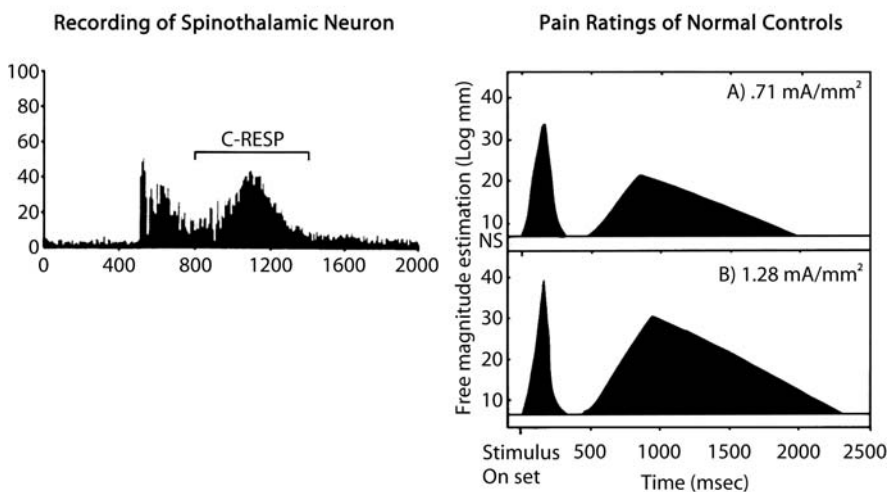 Recording of Spinothalamic Neuron
100
80
60
40
20
0
C-RESP
0 400 800 1200 1600 2000
Pain Ratings of Normal Controls
Free magnitude estimation (Log mm)
A) .71 mA/mm²
40
30
20
10
NS
B) 1.28 mA/mm²
40
30
20
10
Stimulus
On set
500 1000 1500 2000 2500
Time (msec)